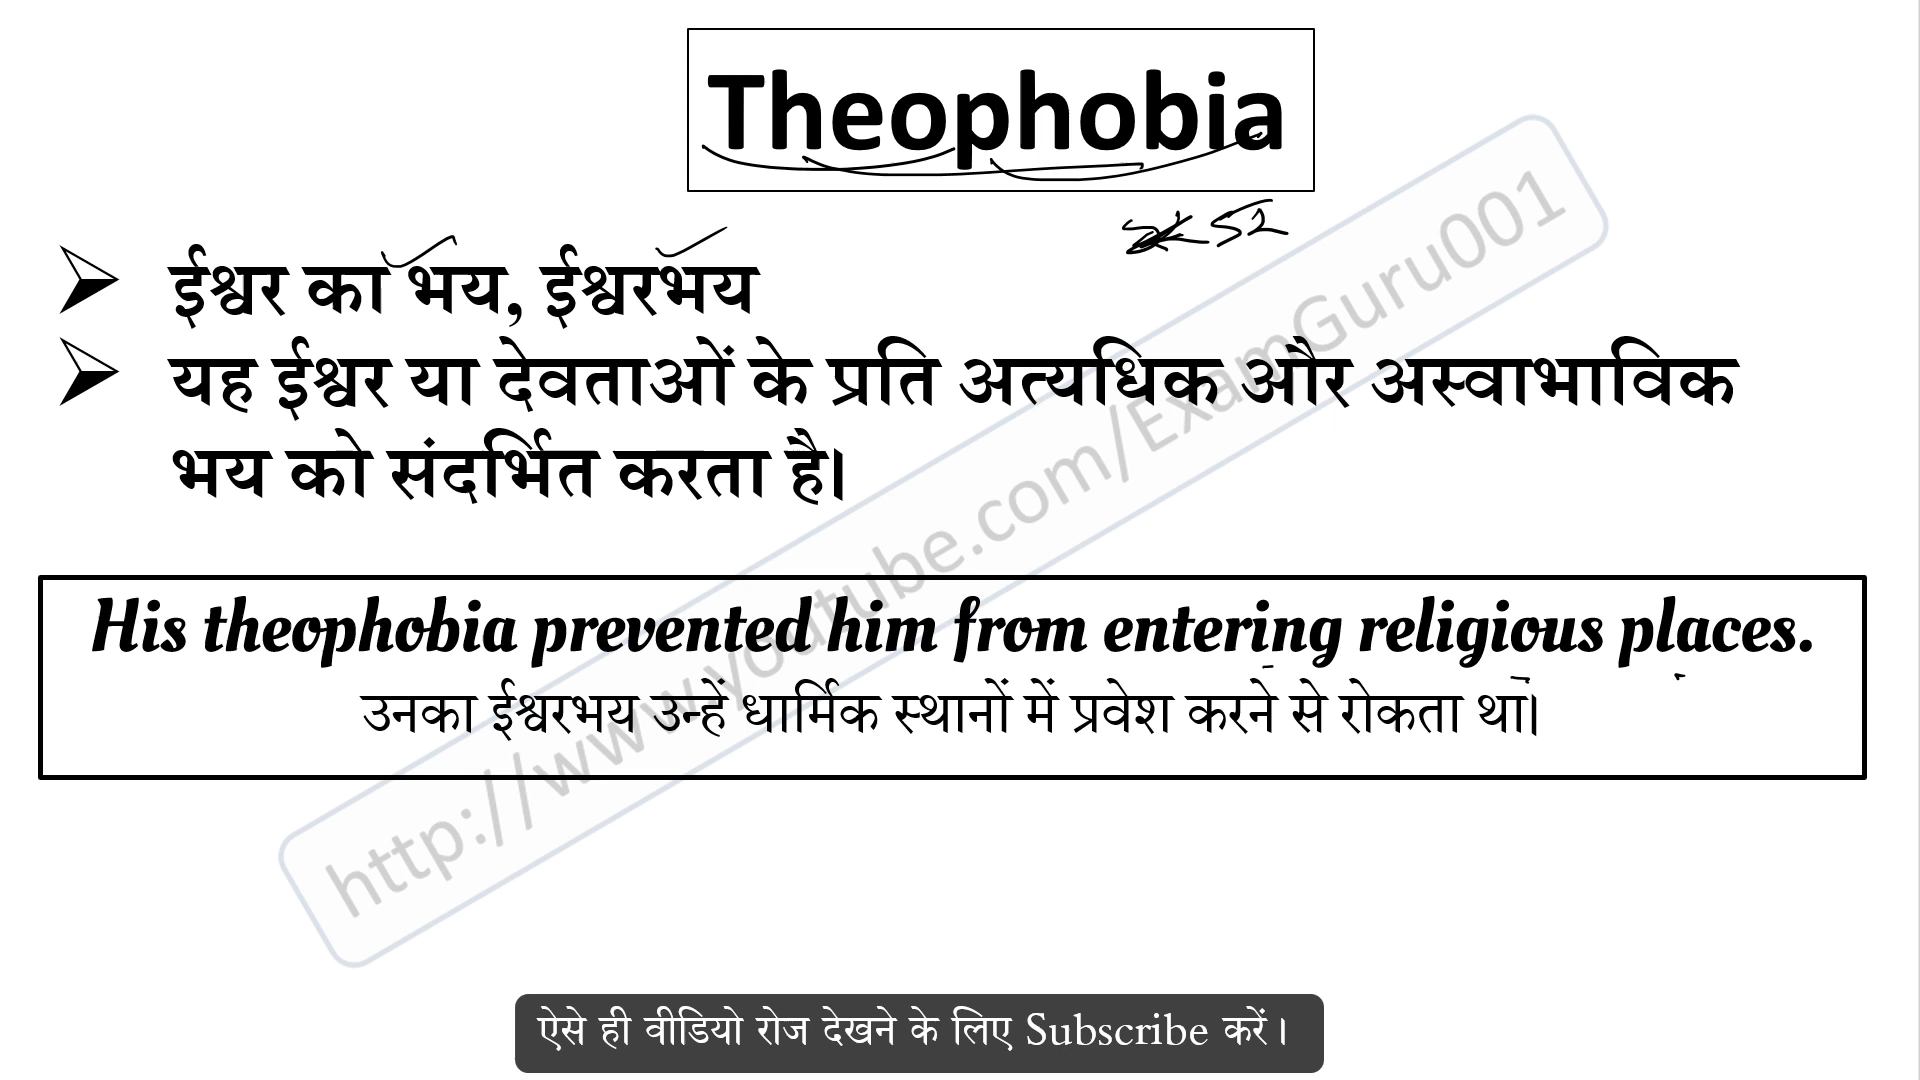 Theophobia
ईश्वर का भय, ईश्वरभय
यह ईश्वर या देवताओं के प्रति अत्यधिक और अस्वाभाविक
भय को संदर्भित करता है।
His theophobia prevented him from entering religious places.
उनका ईश्वरभय उन्हें धार्मिक स्थानों में प्रवेश करने से रोकता था।
http://www.youtube.com/ExamGuru001
ऐसे ही वीडियो रोज देखने के लिए Subscribe करें।